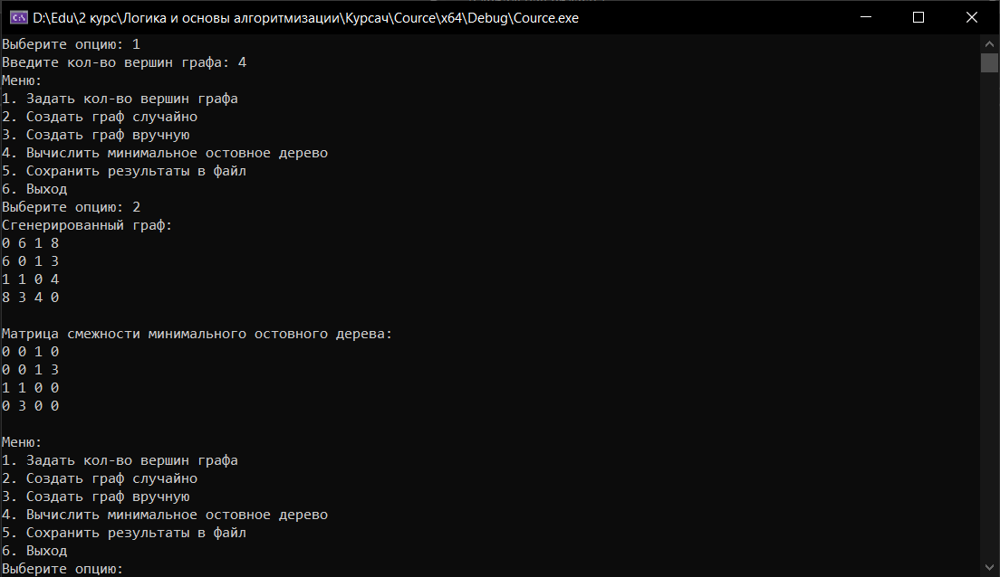 D:\Edu\2 курс\Логика и основы алгоритмизации\Курсач\Cource\x64\Debug\Cource.exe
Выберите опцию: 1
Введите кол-во вершин графа: 4
Меню:
1. Задать кол-во вершин графа
2. Создать граф случайно
3. Создать граф вручную
4. Вычислить минимальное остовное дерево
5. Сохранить результаты в файл
6. Выход
Выберите опцию: 2
Сгенерированный граф:
0 6 1 8
6 0 1 3
1 1 0 4
8 3 4 0
Матрица смежности минимального остовного дерева:
0 0 1 0
0 0 1 3
1 1 0 0
0 3 0 0
Меню:
1. Задать кол-во вершин графа
2. Создать граф случайно
3. Создать граф вручную
4. Вычислить минимальное остовное дерево
5. Сохранить результаты в файл
6. Выход
Выберите опцию: